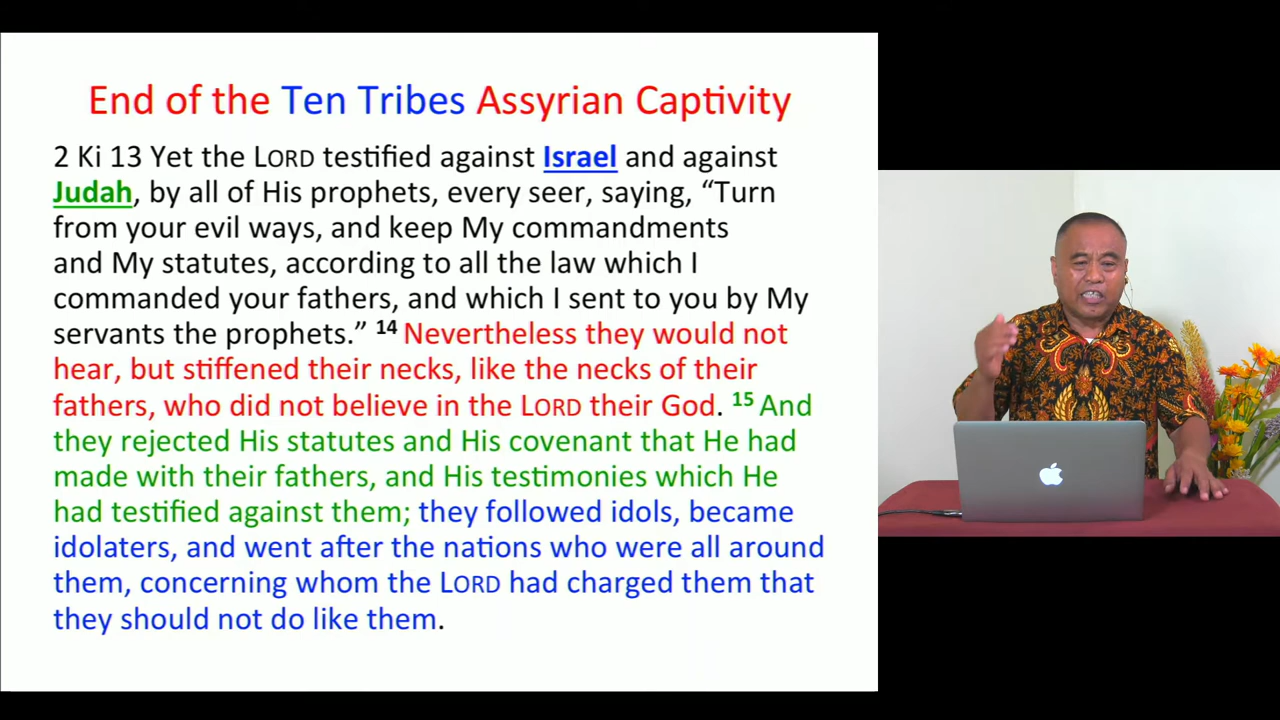 End of the Ten Tribes Assyrian Captivity
2 Ki 13 Yet the LORD testified against Israel and against
Judah, by all of His prophets, every seer, saying, “Turn
from your evil ways, and keep My commandments
and My statutes, according to all the law which I
commanded your fathers, and which I sent to you by My
servants the prophets.” 14 Nevertheless they would not
hear, but stiffened their necks, like the necks of their
fathers, who did not believe in the LORD their God. 15 And
they rejected His statutes and His covenant that He had
made with their fathers, and His testimonies which He
had testified against them; they followed idols, became
idolaters, and went after the nations who were all around
them, concerning whom the LORD had charged them that
they should not do like them.